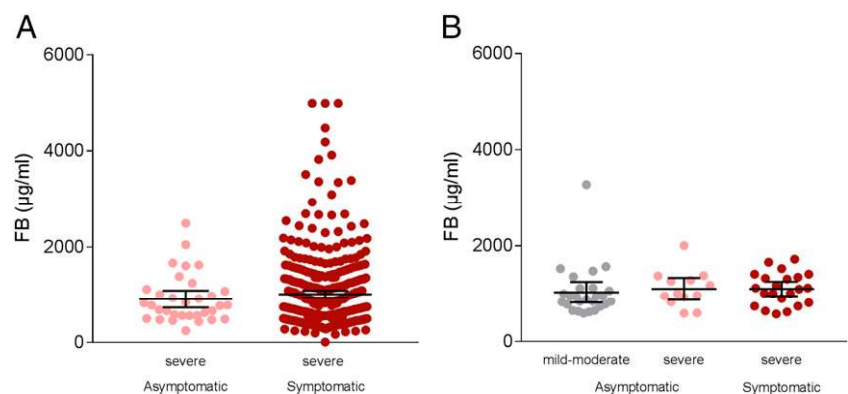 A
B
FB (µg/ml)
6000
4000
2000
0
severe
severe
Asymptomatic
Symptomatic
FB (µg/ml)
6000
4000
2000
0
mild-moderate
severe
severe
Asymptomatic
Symptomatic